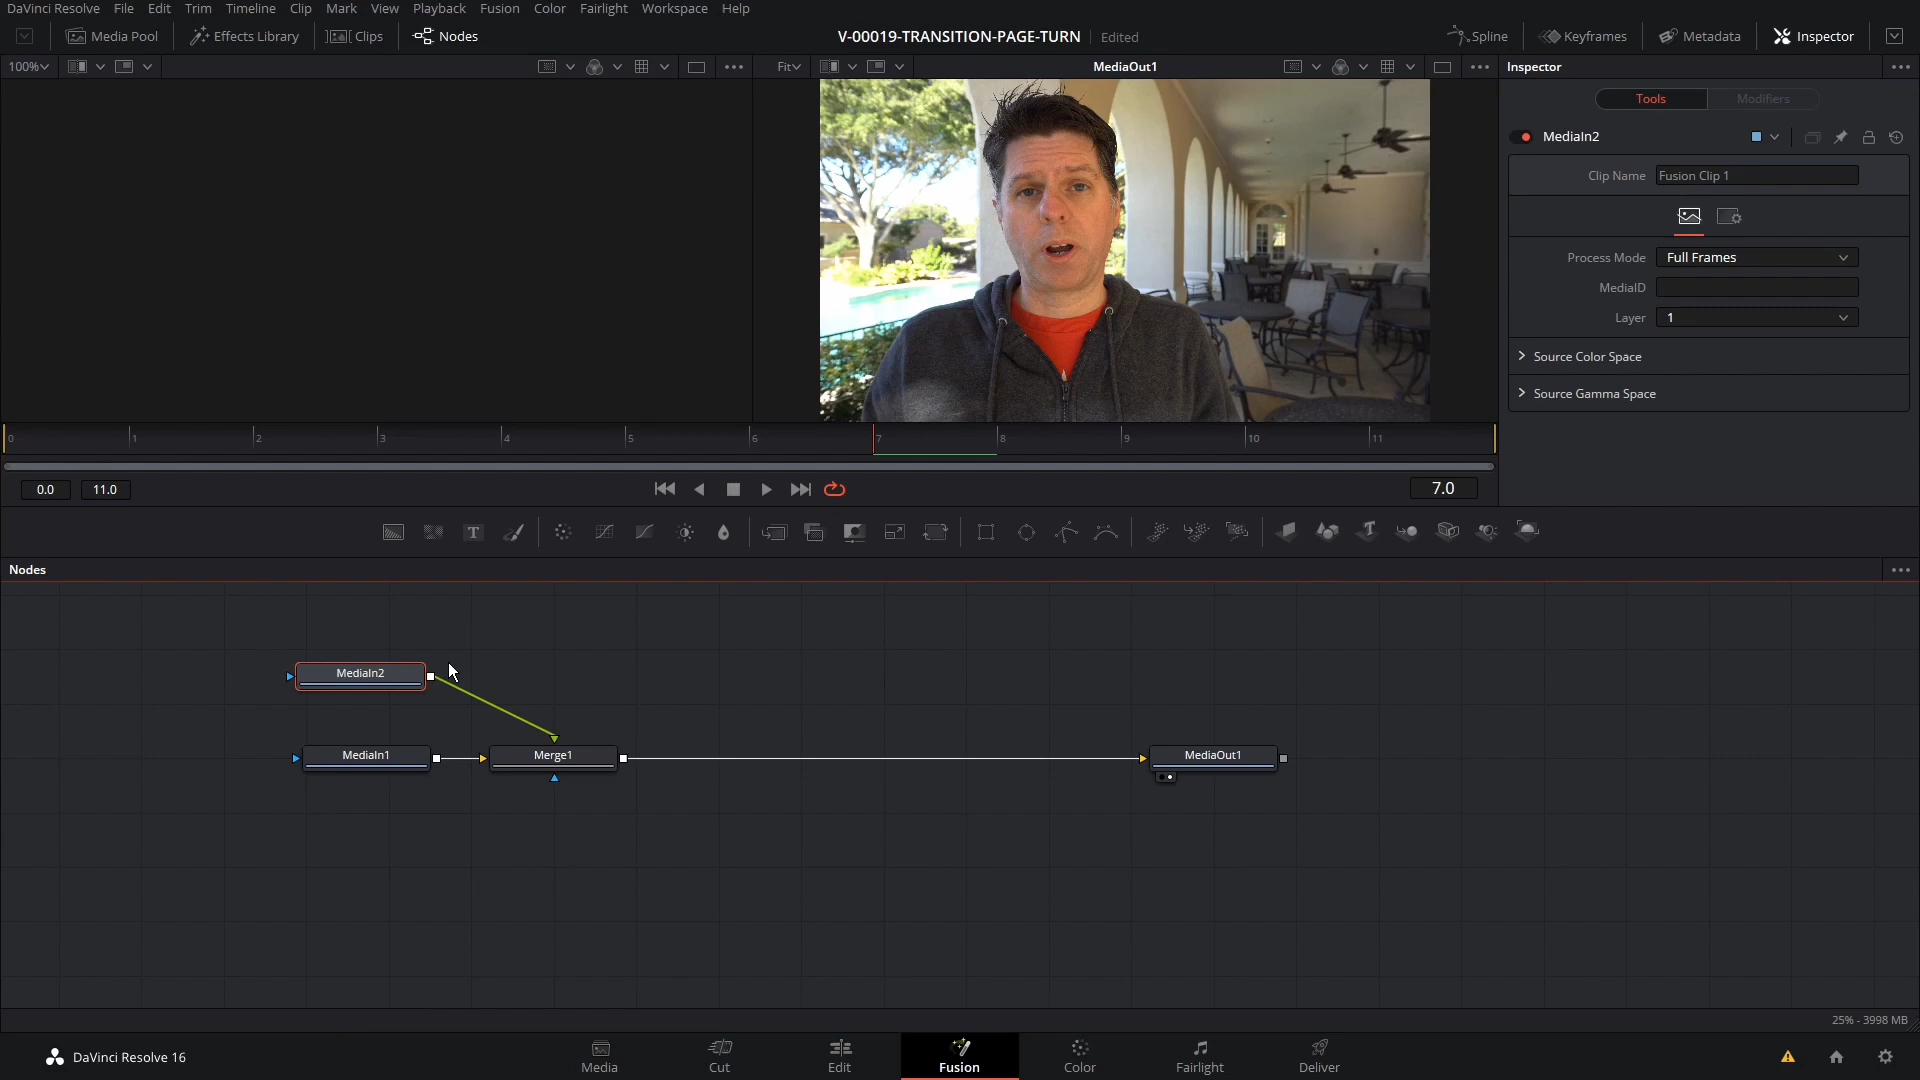 DaVinci Resolve File Edit Trim Timeline Clip Mark View Playback Fusion Color Fairlight Workspace Help
Media Pool Effects Library Clips Nodes V-00019-TRANSITION-PAGE-TURN Edited Spline Keyframes Metadata Inspector
100% Fit MediaOut1 Inspector
Tools Modifiers
MediaIn2
Clip Name Fusion Clip 1
Process Mode Full Frames
MediaID
Layer 1
Source Color Space
Source Gamma Space
0 1 2 3 4 5 6 7 8 9 10 11
0.0 11.0 7.0
Nodes
MediaIn2
MediaIn1 Merge1 MediaOut1
25% - 3998 MB
DaVinci Resolve 16 Media Cut Edit Fusion Color Fairlight Deliver